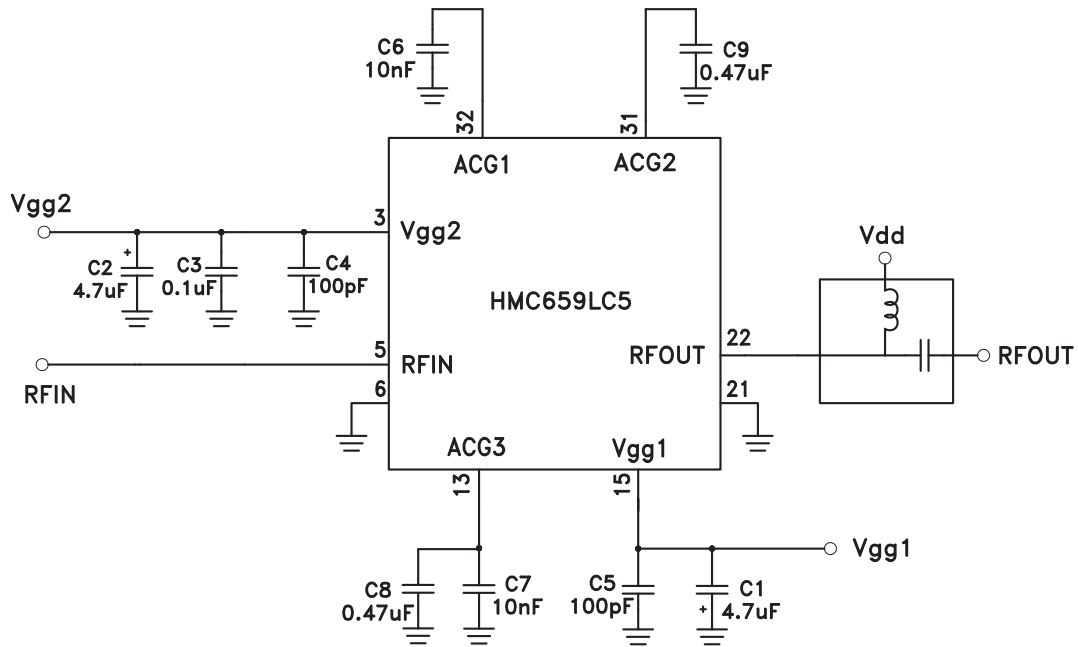 C6
10nF
C9
0.47uF
32
31
ACG1
ACG2
Vgg2
3
Vgg2
+
C2
4.7uF
C3
0.1uF
C4
100pF
Vdd
HMC659LC5
5
RFIN
RFIN
22
RFOUT
RFOUT
6
21
ACG3
Vgg1
13
15
Vgg1
C8
0.47uF
C7
10nF
C5
100pF
+
C1
4.7uF